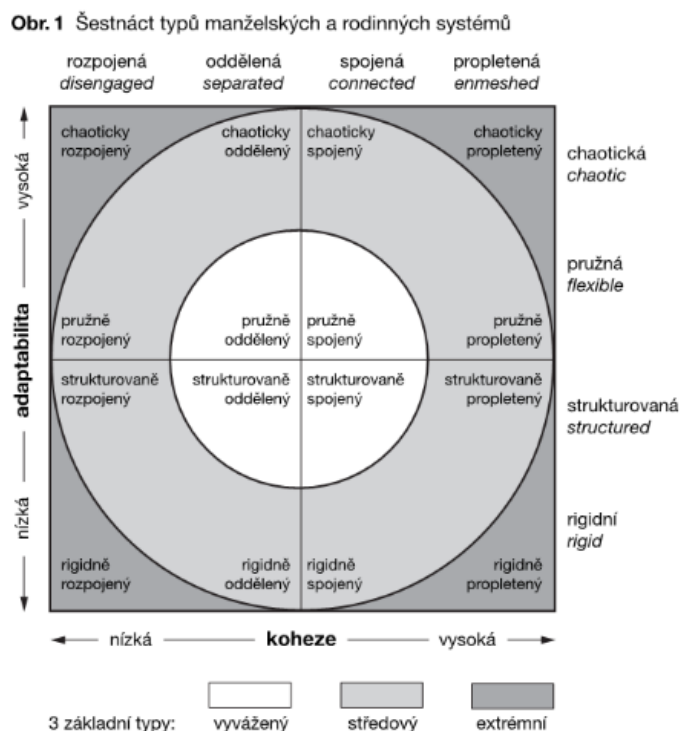 Obr. 1 Šestnáct typů manželských a rodinných systémů
rozpojená oddělená spojená propletená
disengaged separated connected enmeshed
chaoticky chaoticky chaoticky chaoticky
rozpojený oddělený spojený propletený
chaotická
chaotic
vysoká
pružná
flexible
pružně pružně pružně pružně
rozpojený oddělený spojený propletený
adaptabilita
strukturovaně strukturovaně strukturovaně strukturovaně
rozpojený oddělený spojený propletený
strukturovaná
structured
nízká
rigidní
rigid
rigidně rigidně rigidně rigidně
rozpojený oddělený spojený propletený
nízká koheze vysoká
3 základní typy: vyvážený středový extrémní